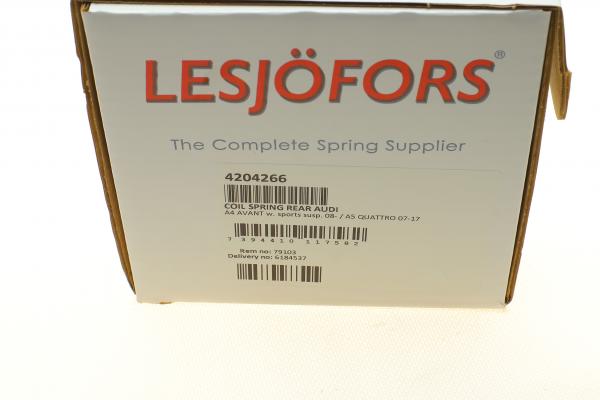 LESJÖFORS®
The Complete Spring Supplier
4204266
COIL SPRING REAR AUDI
A4 AVANT w. sports susp. 08- / A5 QUATTRO 07-17
7 394410 117582
Item no: 79103
Delivery no: 6184537